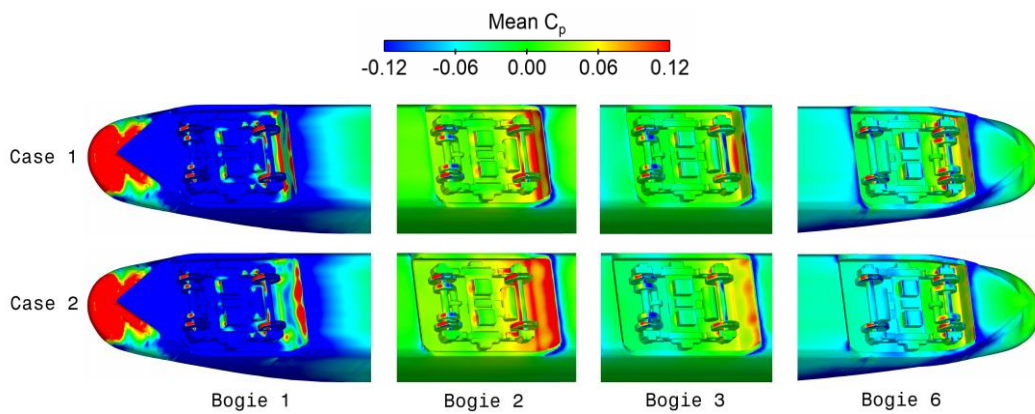 Mean Cp
-0.12 -0.06 0.00 0.06 0.12
Case 1
Case 2
Bogie 1 Bogie 2 Bogie 3 Bogie 6